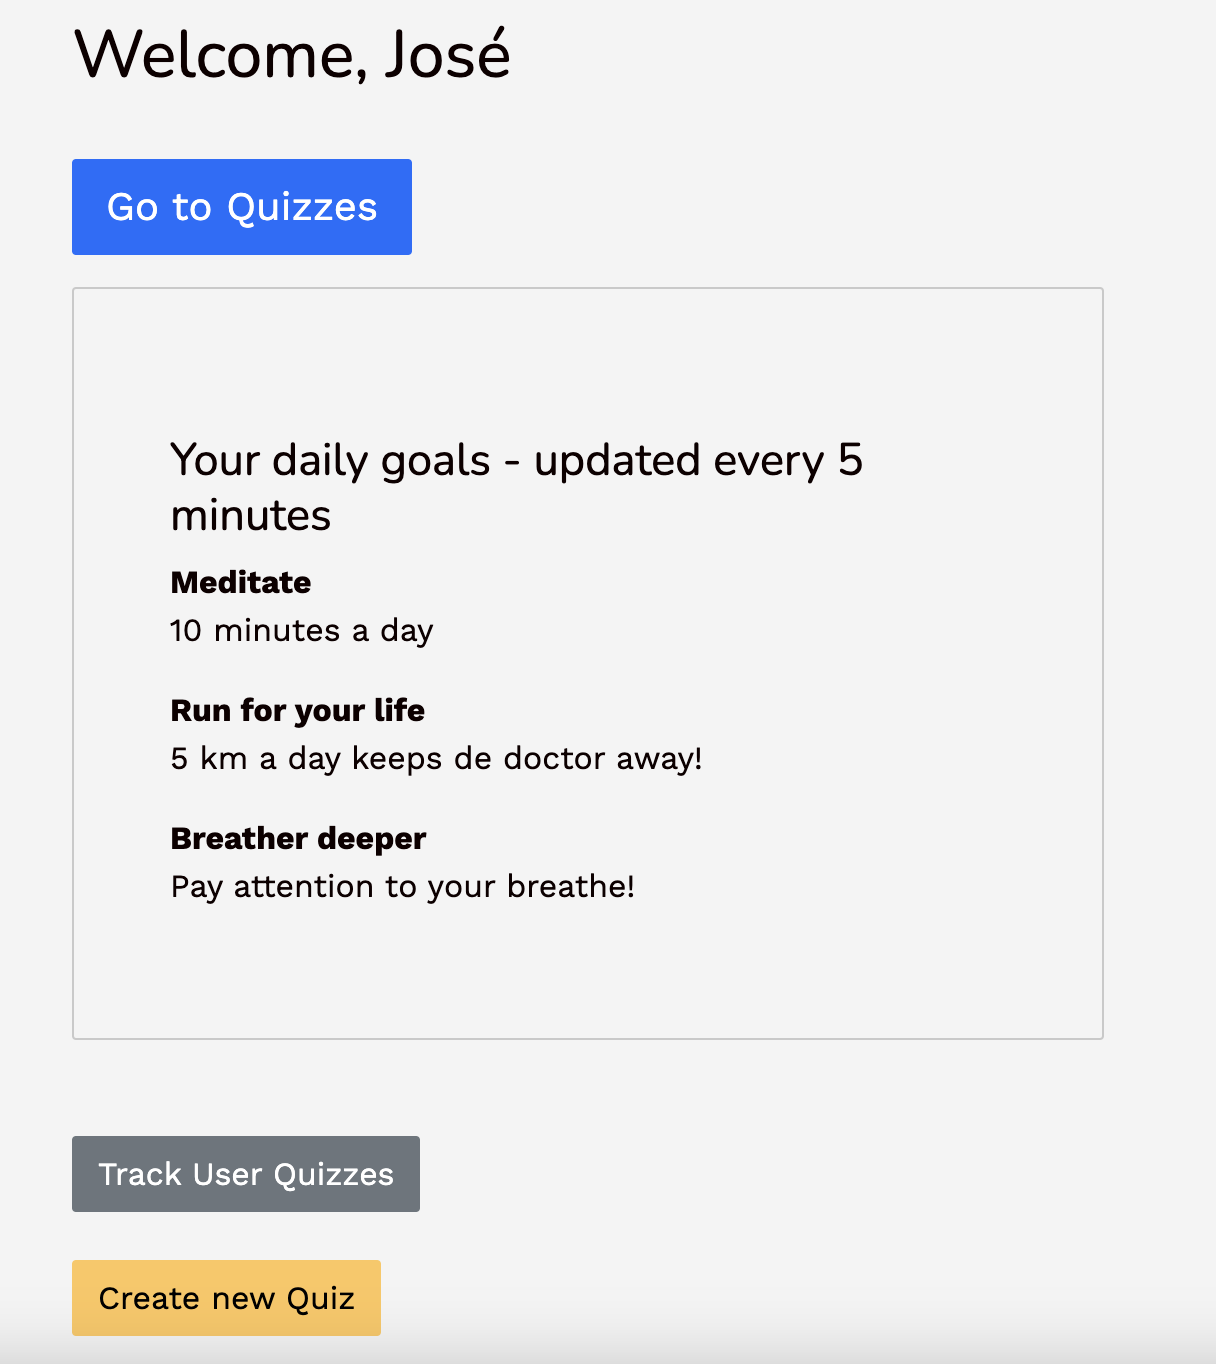 Welcome, José
Go to Quizzes
Your daily goals - updated every 5
minutes
Meditate
10 minutes a day
Run for your life
5 km a day keeps de doctor away!
Breather deeper
Pay attention to your breathe!
Track User Quizzes
Create new Quiz